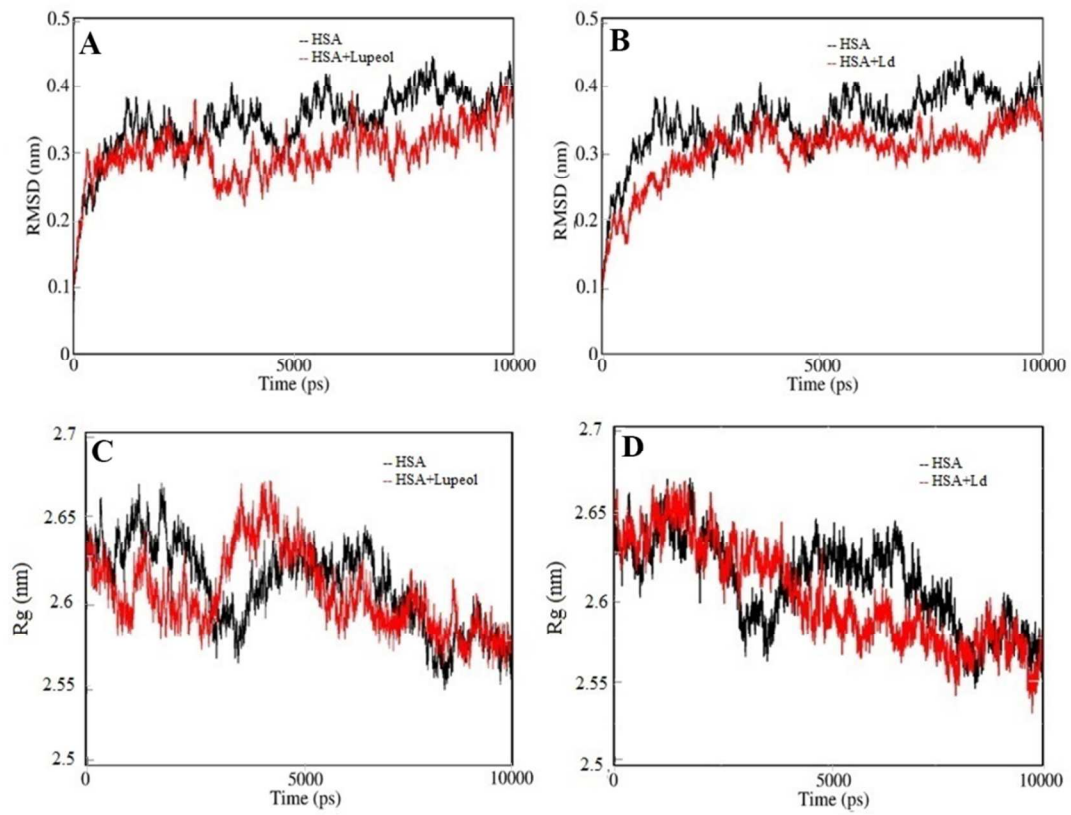 A
-- HSA
-- HSA+Lupeol
RMSD (nm)
0.5
0.4
0.3
0.2
0.1
0
0
5000
10000
Time (ps)
B
-- HSA
-- HSA+Ld
RMSD (nm)
0.5
0.4
0.3
0.2
0.1
0
0
5000
10000
Time (ps)
C
-- HSA
-- HSA+Lupeol
Rg (nm)
2.7
2.65
2.6
2.55
2.5
0
5000
10000
Time (ps)
D
-- HSA
-- HSA+Ld
Rg (nm)
2.7
2.65
2.6
2.55
2.5
0
5000
10000
Time (ps)